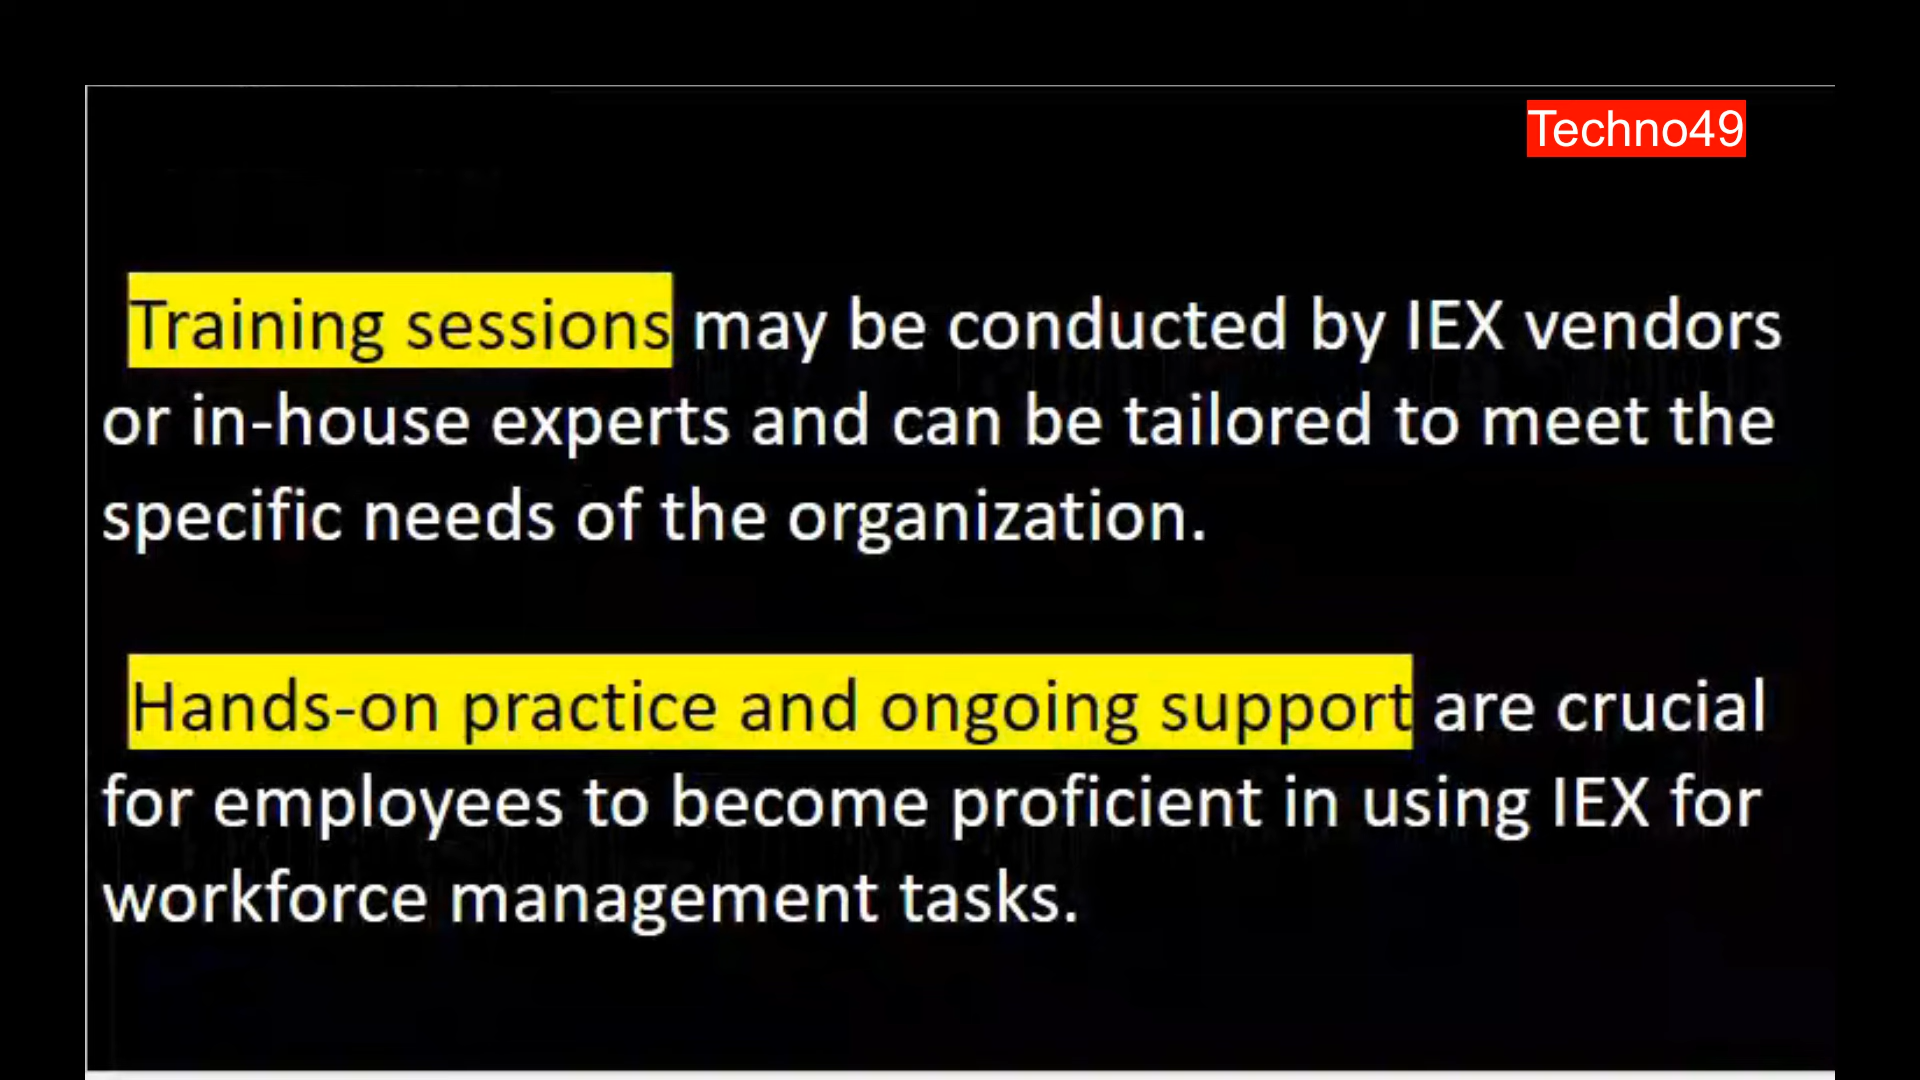 Techno49
Training sessions may be conducted by IEX vendors
or in-house experts and can be tailored to meet the
specific needs of the organization.
Hands-on practice and ongoing support are crucial
for employees to become proficient in using IEX for
workforce management tasks.